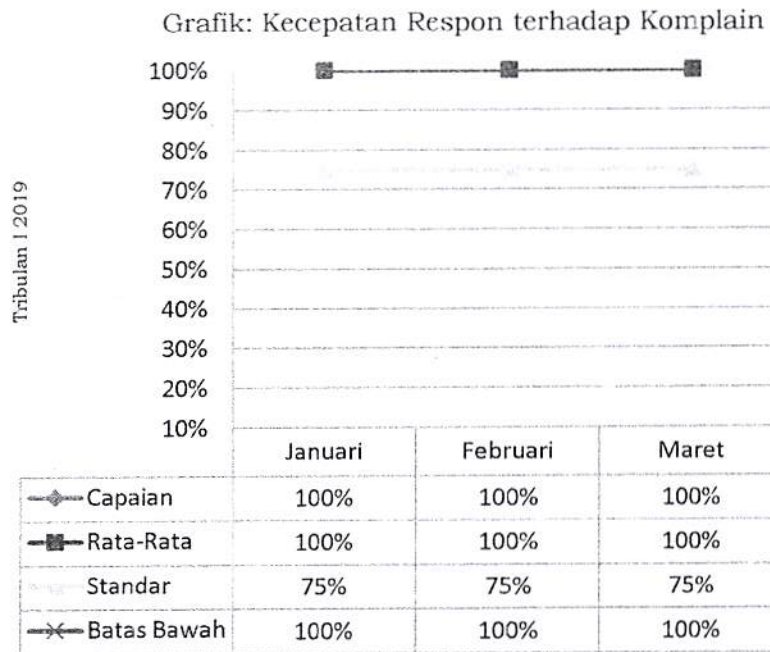 Grafik: Kecepatan Respon terhadap Komplain
Tribulan I 2019
100%
90%
80%
70%
60%
50%
40%
30%
20%
10%
Januari Februari Maret
Capaian 100% 100% 100%
Rata-Rata 100% 100% 100%
Standar 75% 75% 75%
Batas Bawah 100% 100% 100%